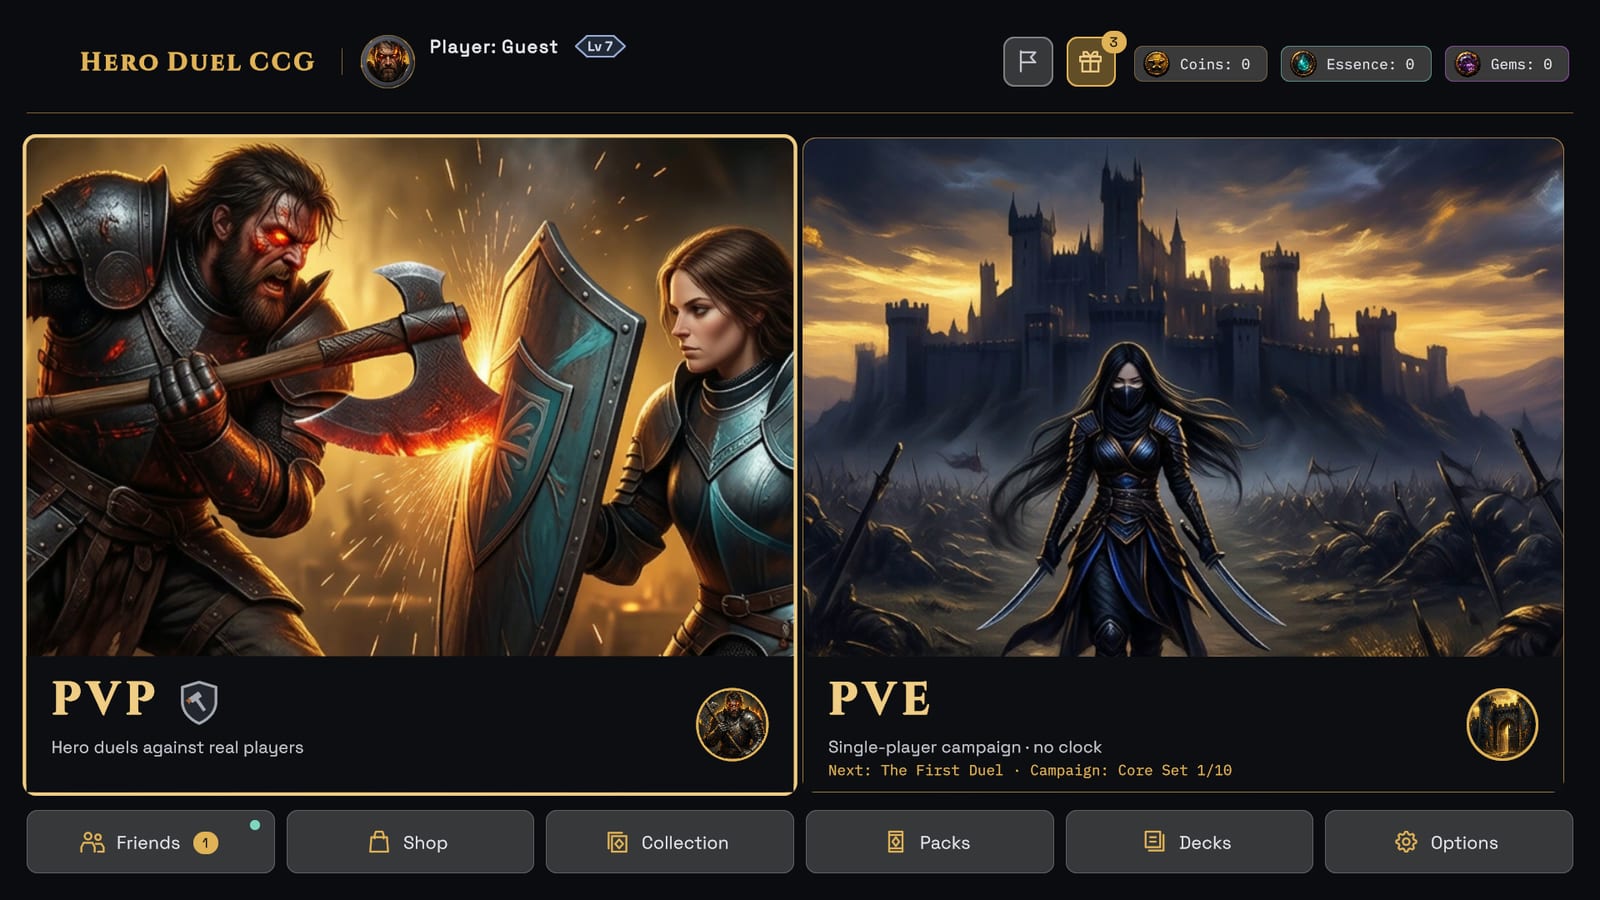 Hero Duel CCG
Player: Guest
Lv 7
3
Coins: 0
Essence: 0
Gems: 0
PVP
Hero duels against real players
PVE
Single-player campaign · no clock
Next: The First Duel · Campaign: Core Set 1/10
Friends 1
Shop
Collection
Packs
Decks
Options